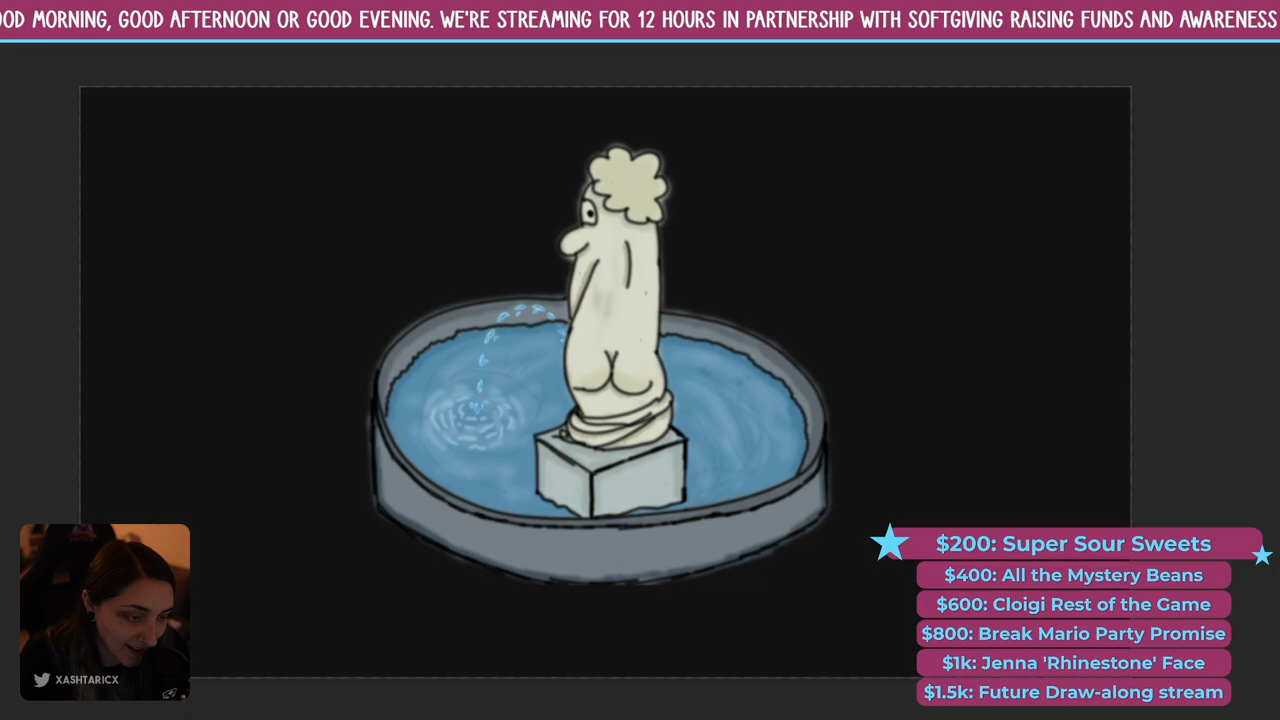 OOD MORNING, GOOD AFTERNOON OR GOOD EVENING. WE'RE STREAMING FOR 12 HOURS IN PARTNERSHIP WITH SOFTGIVING RAISING FUNDS AND AWARENESS
$200: Super Sour Sweets
$400: All the Mystery Beans
$600: Cloigi Rest of the Game
$800: Break Mario Party Promise
$1k: Jenna 'Rhinestone' Face
$1.5k: Future Draw-along stream
XASHTARICX